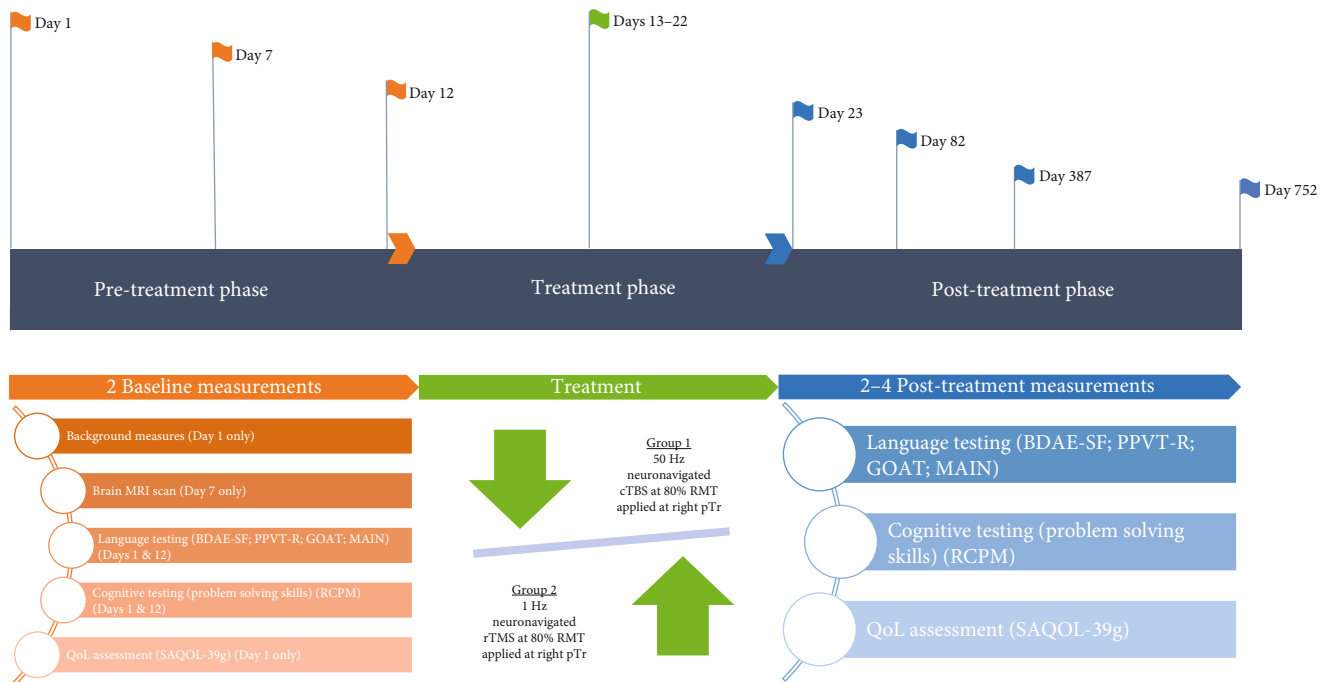 Day 1
Day 7
Day 12
Days 13–22
Day 23
Day 82
Day 387
Day 752
Pre-treatment phase
Treatment phase
Post-treatment phase
2 Baseline measurements
Background measures (Day 1 only)
Brain MRI scan (Day 7 only)
Language testing (BDAE-SF; PPVT-R; GOAT; MAIN)
(Days 1 & 12)
Cognitive testing (problem solving skills) (RCPM)
(Days 1 & 12)
QoL assessment (SAQOL-39g) (Day 1 only)
Treatment
Group 1
50 Hz
neuronavigated
cTBS at 80% RMT
applied at right pTr
Group 2
1 Hz
neuronavigated
rTMS at 80% RMT
applied at right pTr
2–4 Post-treatment measurements
Language testing (BDAE-SF; PPVT-R;
GOAT; MAIN)
Cognitive testing (problem solving
skills) (RCPM)
QoL assessment (SAQOL-39g)